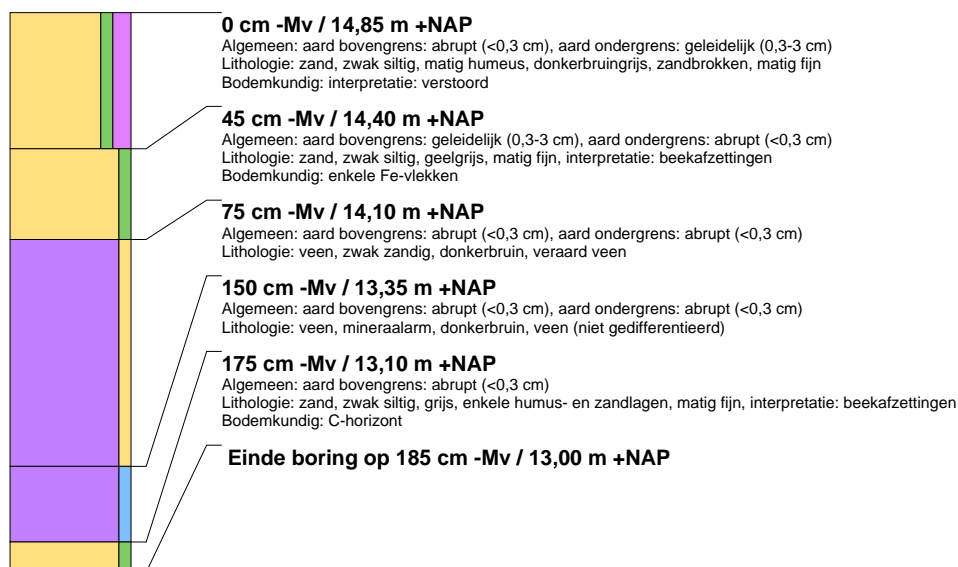 0 cm -Mv / 14,85 m +NAP
Algemeen: aard bovengrens: abrupt (<0,3 cm), aard ondergrens: geleidelijk (0,3-3 cm)
Lithologie: zand, zwak siltig, matig humeus, donkerbruingrijs, zandbrokken, matig fijn
Bodemkundig: interpretatie: verstoord
45 cm -Mv / 14,40 m +NAP
Algemeen: aard bovengrens: geleidelijk (0,3-3 cm), aard ondergrens: abrupt (<0,3 cm)
Lithologie: zand, zwak siltig, geelgrijs, matig fijn, interpretatie: beekafzettingen
Bodemkundig: enkele Fe-vlekken
75 cm -Mv / 14,10 m +NAP
Algemeen: aard bovengrens: abrupt (<0,3 cm), aard ondergrens: abrupt (<0,3 cm)
Lithologie: veen, zwak zandig, donkerbruin, veraard veen
150 cm -Mv / 13,35 m +NAP
Algemeen: aard bovengrens: abrupt (<0,3 cm), aard ondergrens: abrupt (<0,3 cm)
Lithologie: veen, mineraalarm, donkerbruin, veen (niet gedifferentieerd)
175 cm -Mv / 13,10 m +NAP
Algemeen: aard bovengrens: abrupt (<0,3 cm)
Lithologie: zand, zwak siltig, grijs, enkele humus- en zandlagen, matig fijn, interpretatie: beekafzettingen
Bodemkundig: C-horizont
Einde boring op 185 cm -Mv / 13,00 m +NAP